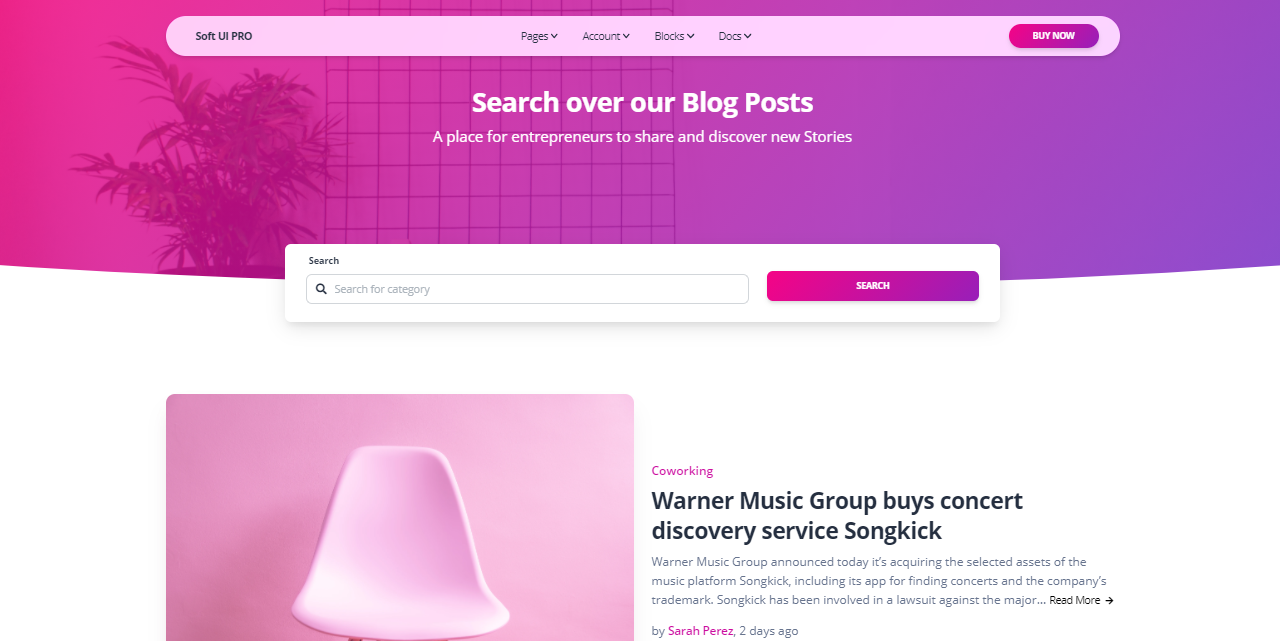 Soft UI PRO
Pages
Account
Blocks
Docs
BUY NOW
Search over our Blog Posts
A place for entrepreneurs to share and discover new Stories
Search
Search for category
SEARCH
Coworking
Warner Music Group buys concert
discovery service Songkick
Warner Music Group announced today it’s acquiring the selected assets of the
music platform Songkick, including its app for finding concerts and the company’s
trademark. Songkick has been involved in a lawsuit against the major... Read More →
by Sarah Perez, 2 days ago